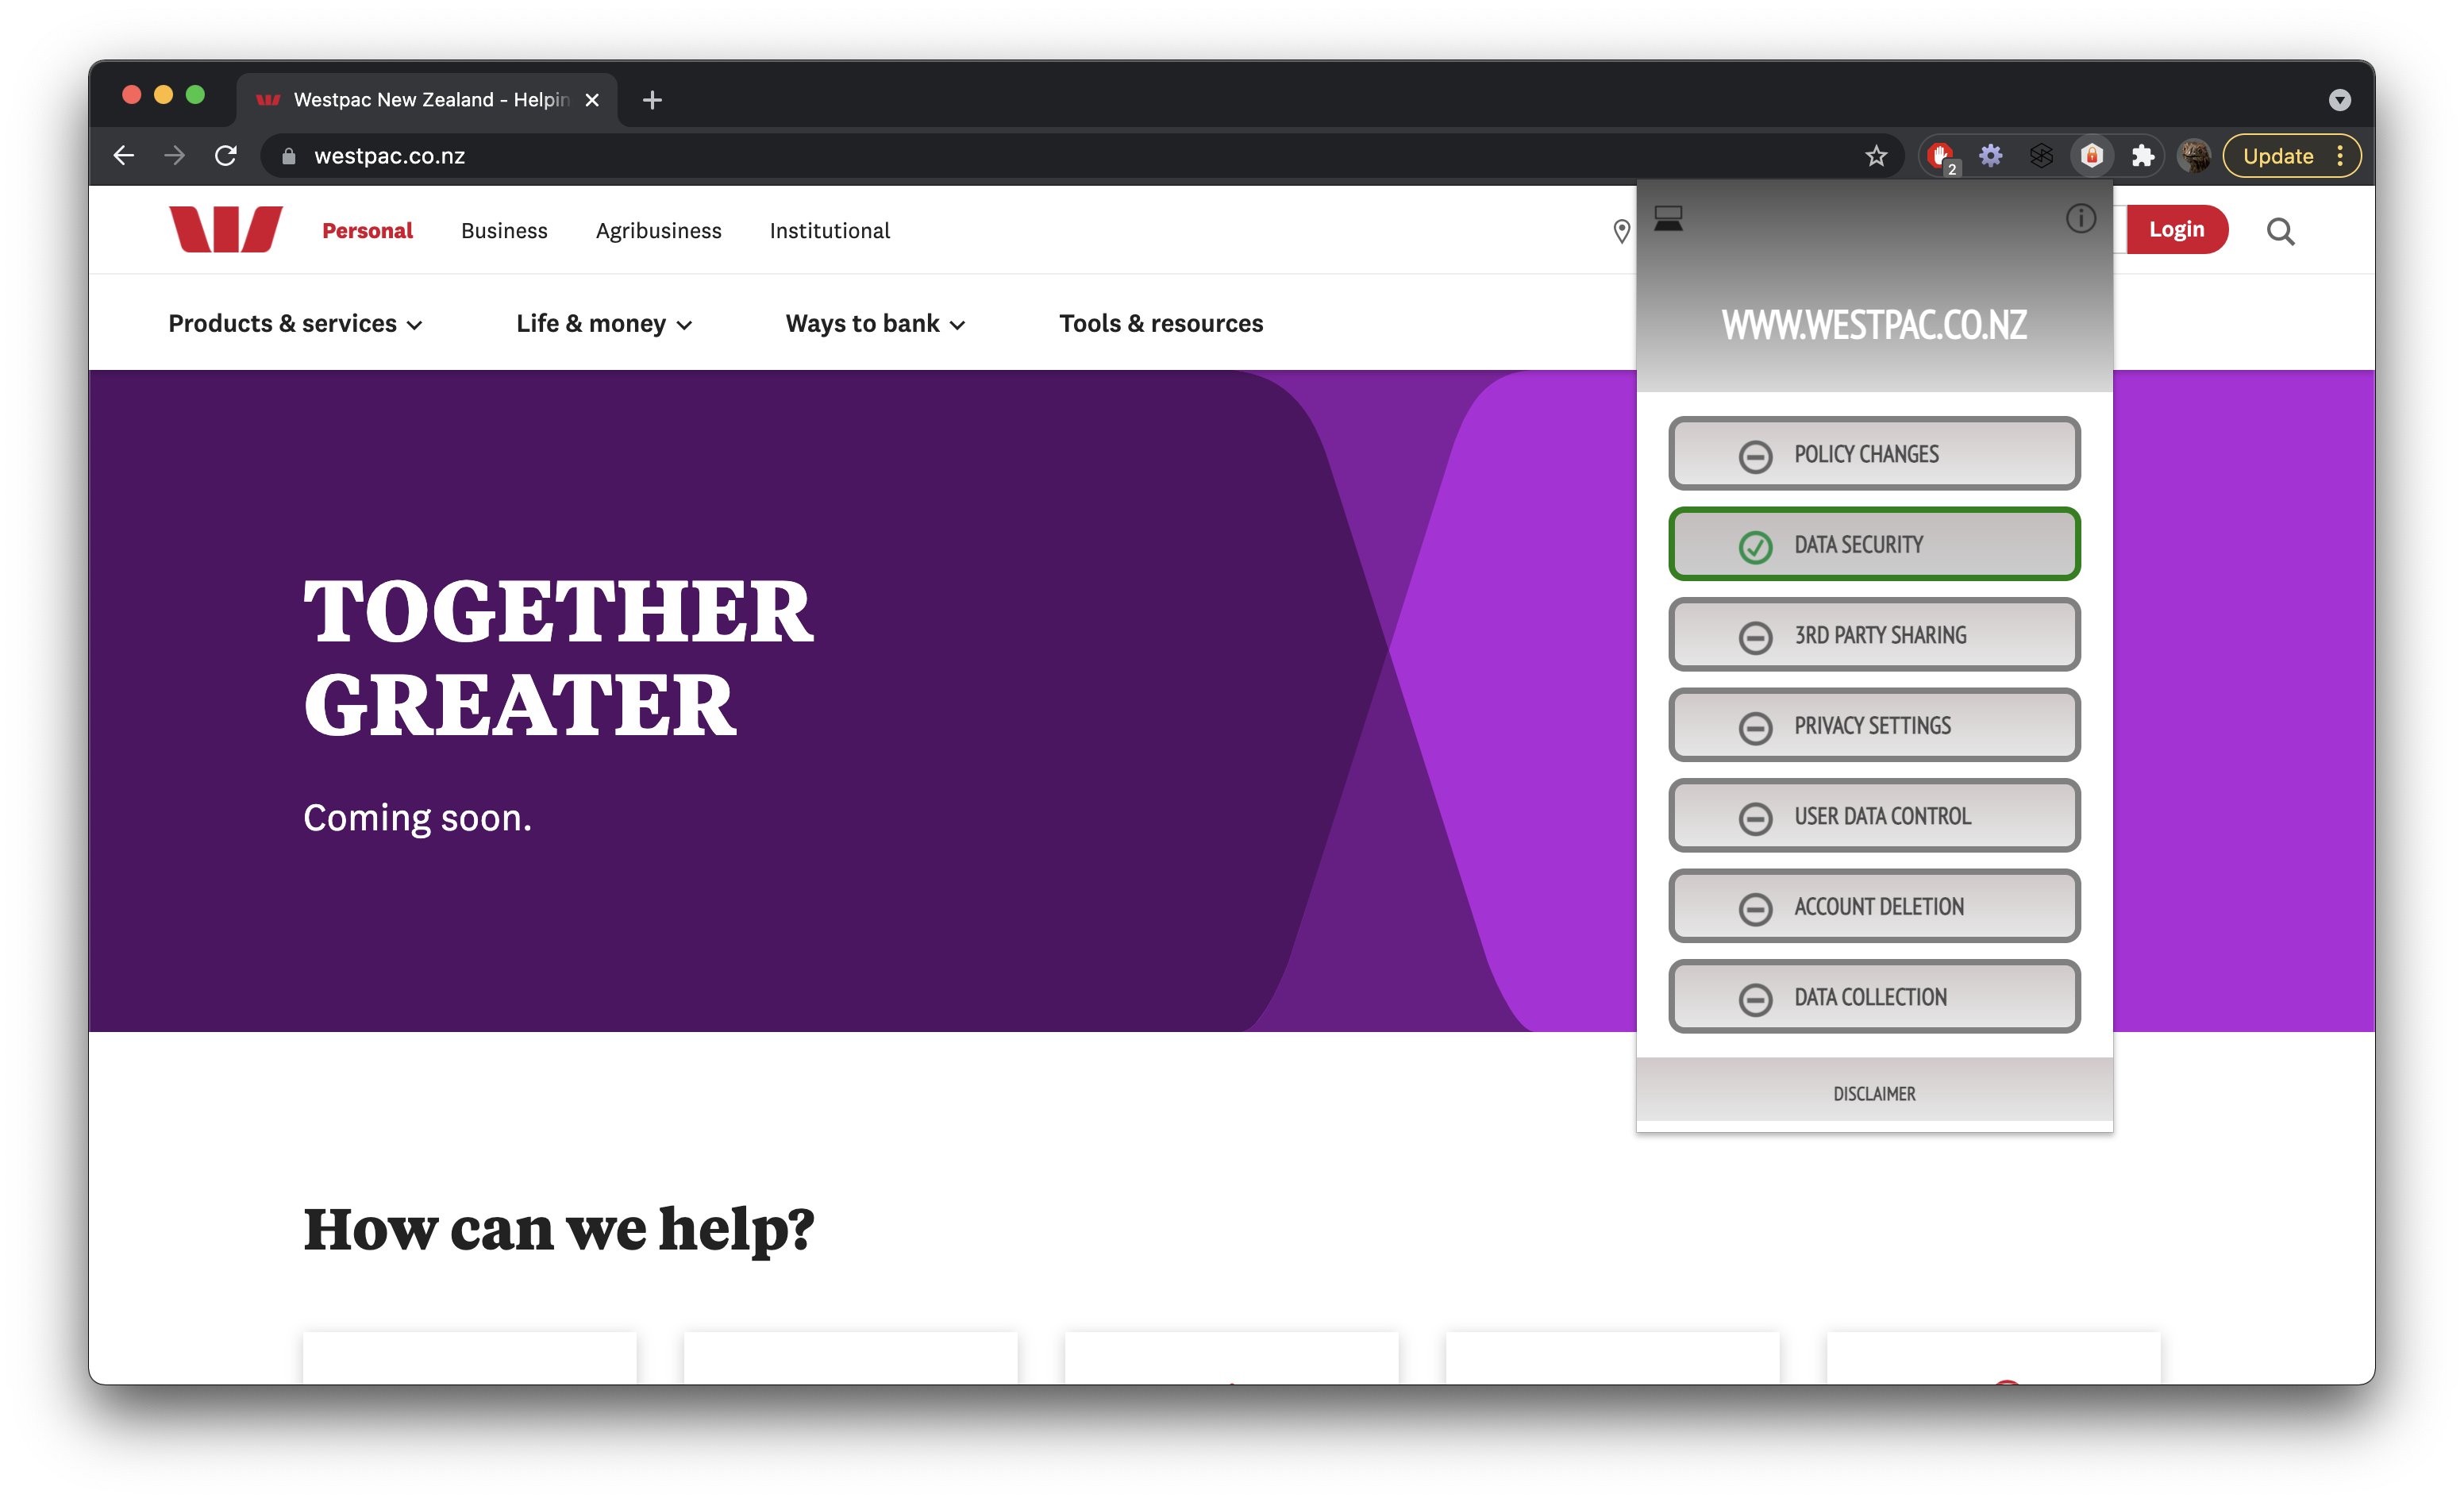 Westpac New Zealand - Helpin
westpac.co.nz
2
Update
Personal Business Agribusiness Institutional
Login
Products & services Life & money Ways to bank Tools & resources
TOGETHER
GREATER
Coming soon.
How can we help?
WWW.WESTPAC.CO.NZ
POLICY CHANGES
DATA SECURITY
3RD PARTY SHARING
PRIVACY SETTINGS
USER DATA CONTROL
ACCOUNT DELETION
DATA COLLECTION
DISCLAIMER